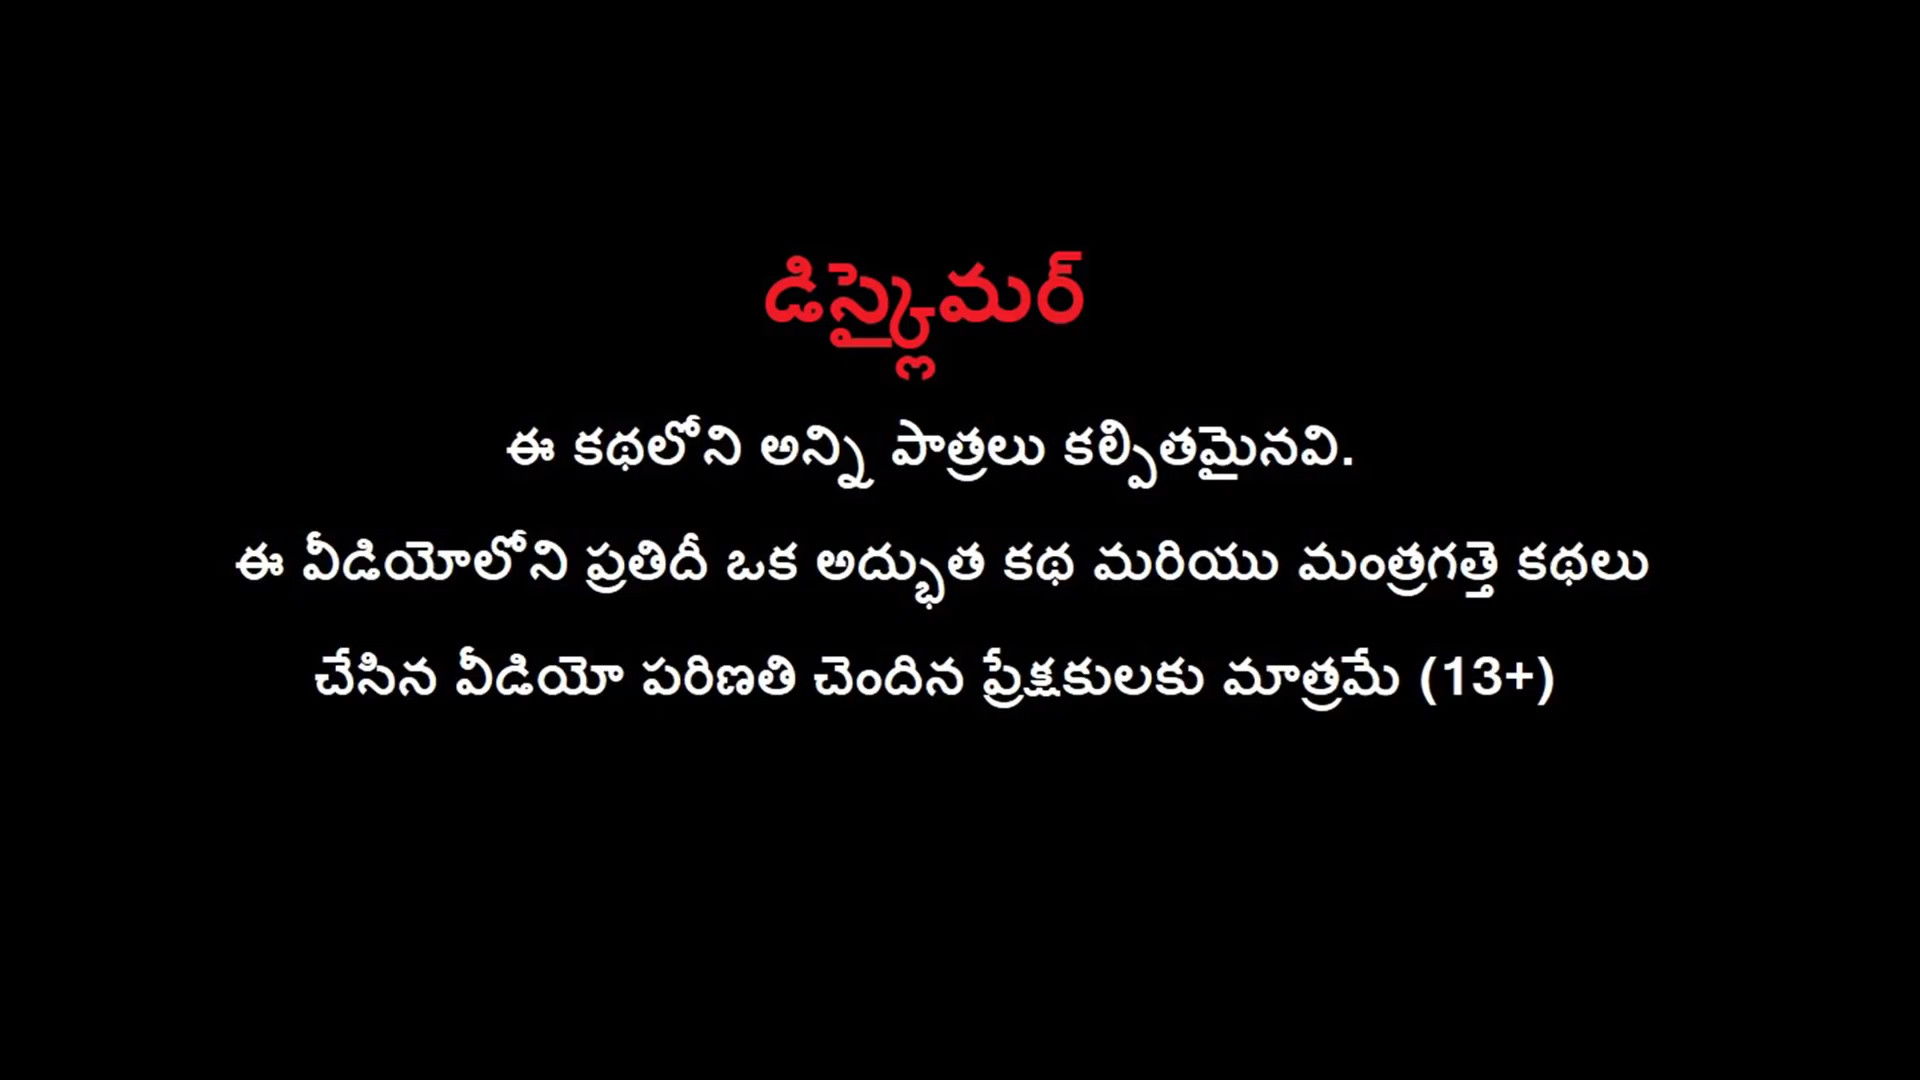 డిస్క్లైమర్
ఈ కథలోని అన్ని పాత్రలు కల్పితమైనవి.
ఈ వీడియోలోని ప్రతిదీ ఒక అద్భుత కథ మరియు మంత్రగత్తె కథలు
చేసిన వీడియో పరిణతి చెందిన ప్రేక్షకులకు మాత్రమే (13+)